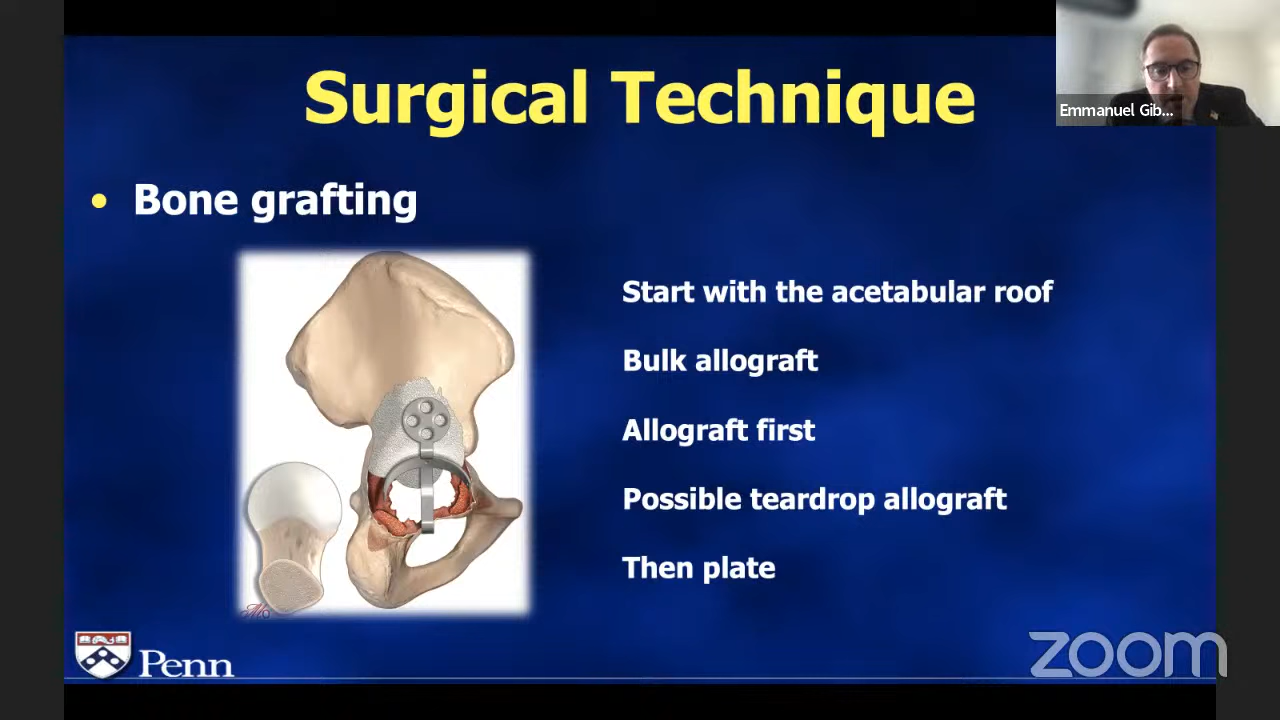 Surgical Technique
Emmanuel Gib...
• Bone grafting
Start with the acetabular roof
Bulk allograft
Allograft first
Possible teardrop allograft
Then plate
Penn
zoom